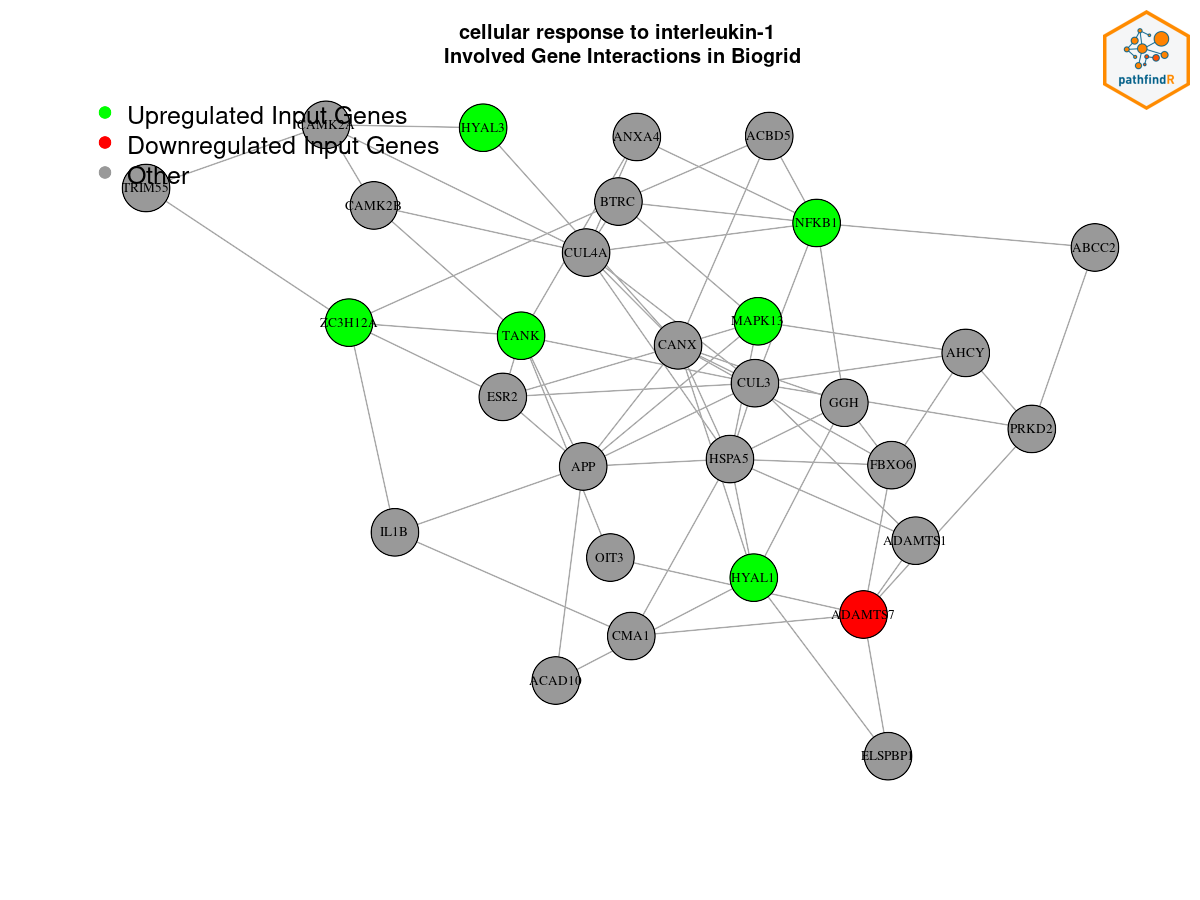 cellular response to interleukin-1
Involved Gene Interactions in Biogrid
pathfindR
Upregulated Input Genes
Downregulated Input Genes
Other
CAMK2A
HYAL3
ANXA4
ACBD5
TRIM55
CAMK2B
BTRC
NFKB1
CUL4A
ABCC2
ZC3H12A
TANK
CANX
MAPK13
AHCY
ESR2
CUL3
GGH
PRKD2
APP
HSPA5
FBXO6
IL1B
OIT3
ADAMTS1
HYAL1
CMA1
ADAMTS7
ACAD10
ELSPBP1